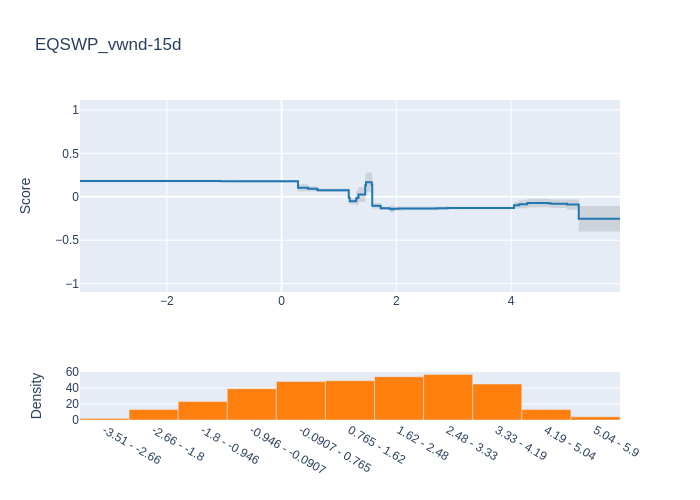 EQSWP_vwnd-15d
Score
1
0.5
0
−0.5
−1
−2
0
2
4
Density
60
40
20
0
-3.51 - -2.66
-2.66 - -1.8
-1.8 - -0.946
-0.946 - -0.0907
-0.0907 - 0.765
0.765 - 1.62
1.62 - 2.48
2.48 - 3.33
3.33 - 4.19
4.19 - 5.04
5.04 - 5.9